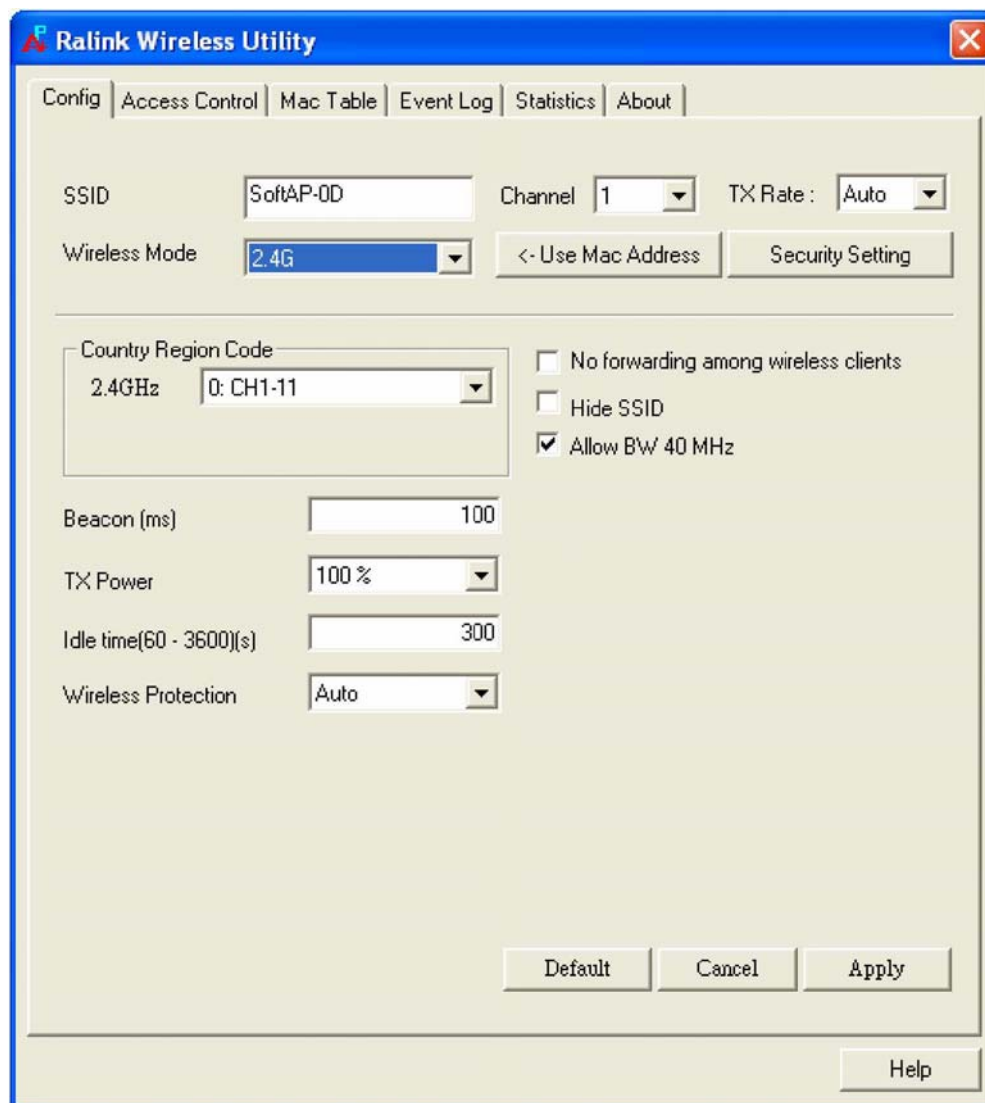 Ralink Wireless Utility
Config Access Control Mac Table Event Log Statistics About
SSID SoftAP-0D Channel 1 TX Rate : Auto
Wireless Mode 2.4G <- Use Mac Address Security Setting
Country Region Code
2.4GHz 0: CH1-11
No forwarding among wireless clients
Hide SSID
Allow BW 40 MHz
Beacon (ms) 100
TX Power 100 %
Idle time(60 - 3600)(s) 300
Wireless Protection Auto
Default Cancel Apply
Help